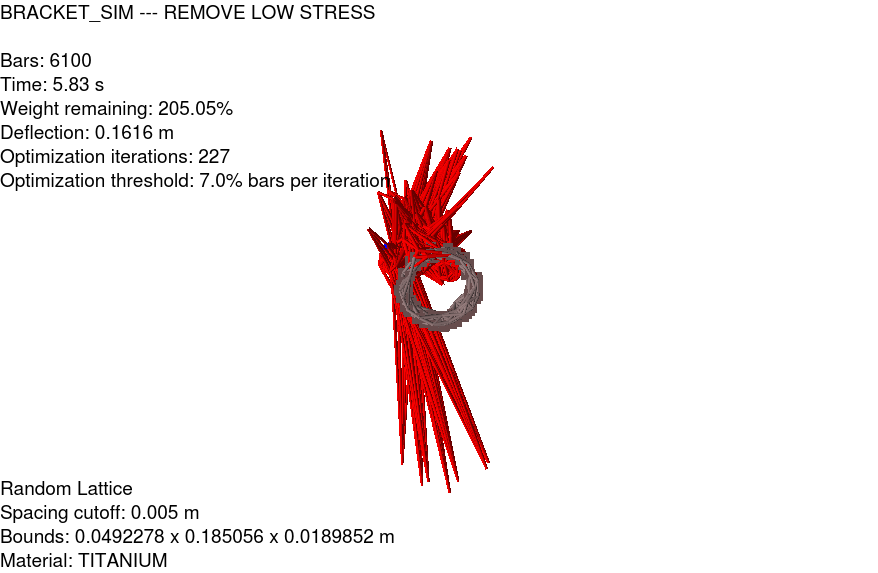 BRACKET_SIM --- REMOVE LOW STRESS
Bars: 6100
Time: 5.83 s
Weight remaining: 205.05%
Deflection: 0.1616 m
Optimization iterations: 227
Optimization threshold: 7.0% bars per iteration
Random Lattice
Spacing cutoff: 0.005 m
Bounds: 0.0492278 x 0.185056 x 0.0189852 m
Material: TITANIUM